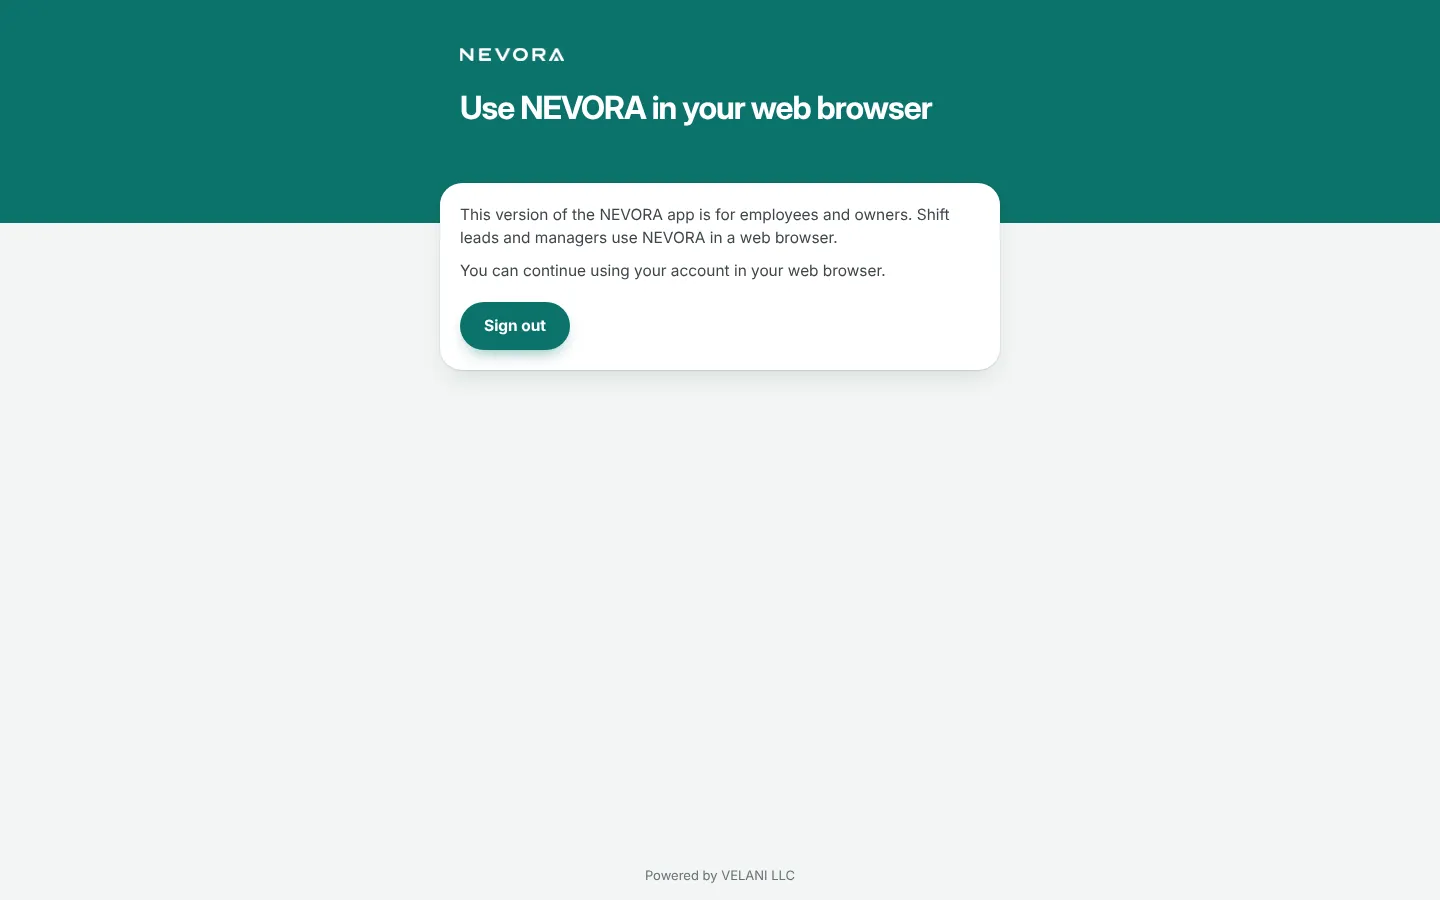 NEVORA
Use NEVORA in your web browser
This version of the NEVORA app is for employees and owners. Shift
leads and managers use NEVORA in a web browser.
You can continue using your account in your web browser.
Sign out
Powered by VELANI LLC